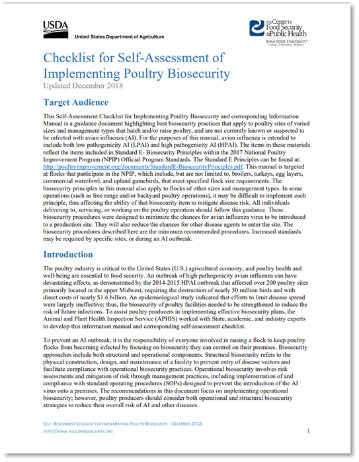 USDA
United States Department of Agriculture
the Center for
Food Security
& Public Health
IOWA STATE UNIVERSITY
Checklist for Self-Assessment of
Implementing Poultry Biosecurity
Updated December 2018
Target Audience
This Self-Assessment Checklist for Implementing Poultry Biosecurity and corresponding Information
Manual is a guidance document highlighting best biosecurity practices that apply to poultry sites of varied
sizes and management types that hatch and/or raise poultry, and are not currently known or suspected to
be infected with avian influenza (AI). For the purposes of this manual, avian influenza is intended to
include both low pathogenicity AI (LPAI) and high pathogenicity AI (HPAI). The items in these materials
reflect the items included in Standard E- Biosecurity Principles within the 2017 National Poultry
Improvement Program (NPIP) Official Program Standards. The Standard E Principles can be found at:
http://poultryimprovement.org/documents/StandardE-BiosecurityPrinciples.pdf. This manual is targeted
at flocks that participate in the NPIP, which include, but are not limited to, broilers, turkeys, egg layers,
commercial waterfowl, and upland gamebirds, that meet specified flock size requirements. The
biosecurity principles in this manual also apply to flocks of other sizes and management types. In some
operations (such as free range and/or backyard poultry operations), it may be difficult to implement each
principle, thus affecting the ability of that biosecurity item to mitigate disease risk. All individuals
delivering to, servicing, or working on the poultry operation should follow this guidance. These
biosecurity procedures were designed to minimize the chances for avian influenza virus to be introduced
to a production site. They will also reduce the chances for other disease agents to enter the site. The
biosecurity procedures described here are the minimum recommended procedures. Increased standards
may be required by specific sites, or during an AI outbreak.
Introduction
The poultry industry is critical to the United States (U.S.) agricultural economy, and poultry health and
well-being are essential to food security. An outbreak of high pathogenicity avian influenza can have
devastating effects, as demonstrated by the 2014-2015 HPAI outbreak that affected over 200 poultry sites
primarily located in the upper Midwest, requiring the destruction of nearly 50 million birds and with
direct costs of nearly $1.6 billion. An epidemiological study indicated that efforts to limit disease spread
were largely ineffective; thus, the biosecurity of poultry facilities needed to be strengthened to reduce the
risk of future infections. To assist poultry producers in implementing effective biosecurity plans, the
Animal and Plant Health Inspection Service (APHIS) worked with State, academic, and industry experts
to develop this information manual and corresponding self-assessment checklist.
To prevent an AI outbreak, it is the responsibility of everyone involved in raising a flock to keep poultry
flocks from becoming infected by focusing on biosecurity they can control on their premises. Biosecurity
approaches include both structural and operational components. Structural biosecurity refers to the
physical construction, design, and maintenance of a facility to prevent entry of disease vectors and
facilitate compliance with operational biosecurity practices. Operational biosecurity involves risk
assessments and mitigation of risk through management practices, including implementation of and
compliance with standard operating procedures (SOPs) designed to prevent the introduction of the AI
virus onto a premises. The recommendations in this document focus on implementing operational
biosecurity; however, poultry producers should consider both operational and structural biosecurity
strategies to reduce their overall risk of AI and other diseases.
SELF-ASSESSMENT CHECKLIST FOR IMPLEMENTING POULTRY BIOSECURITY – DECEMBER 2018
HTTP://WWW.POULTRYBIOSECURITY.ORG
1